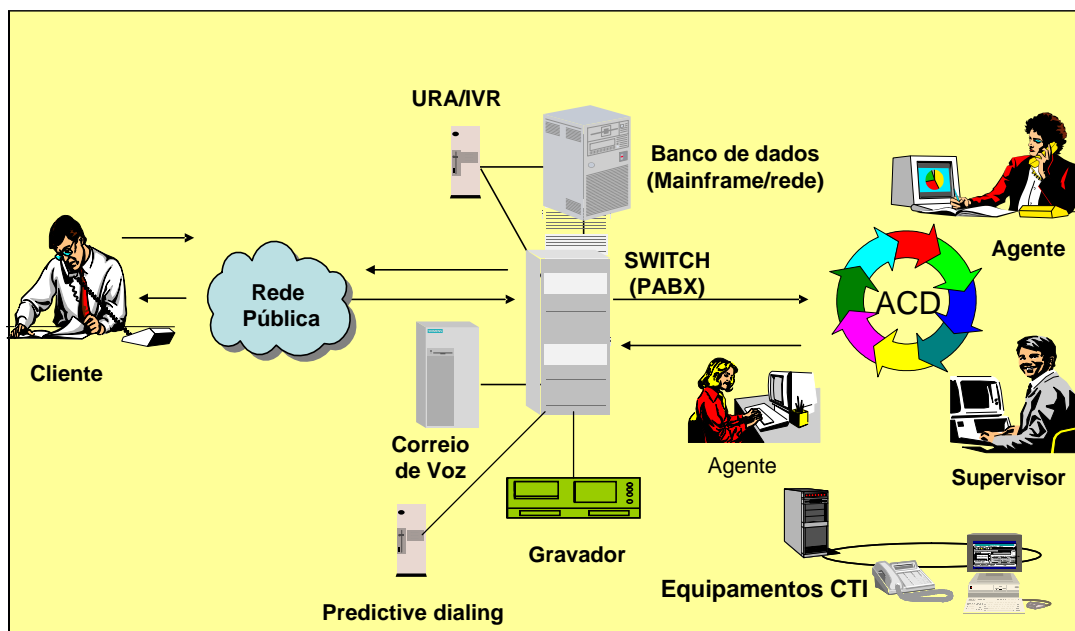 URA/IVR
Banco de dados
(Mainframe/rede)
Agente
SWITCH
(PABX)
ACD
Rede
Pública
Cliente
Correio
de Voz
Agente
Supervisor
Gravador
Equipamentos CTI
Predictive dialing